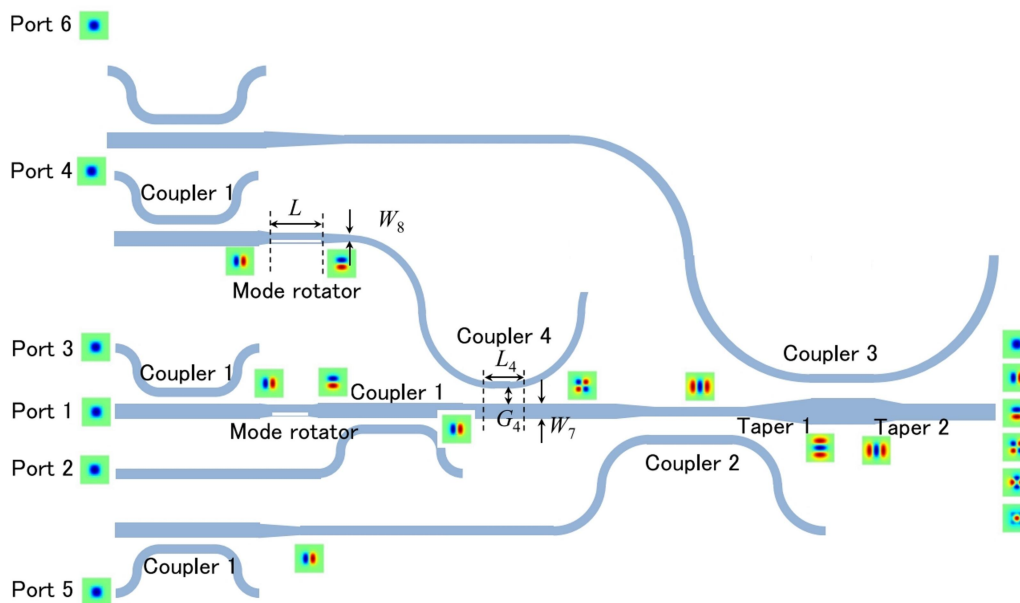 Port 6
Port 4
Coupler 1
L
W8
Mode rotator
Port 3
Coupler 1
Coupler 4
L4
Coupler 3
Port 1
Coupler 1
Mode rotator
G4
W7
Taper 1
Taper 2
Port 2
Coupler 2
Coupler 1
Port 5